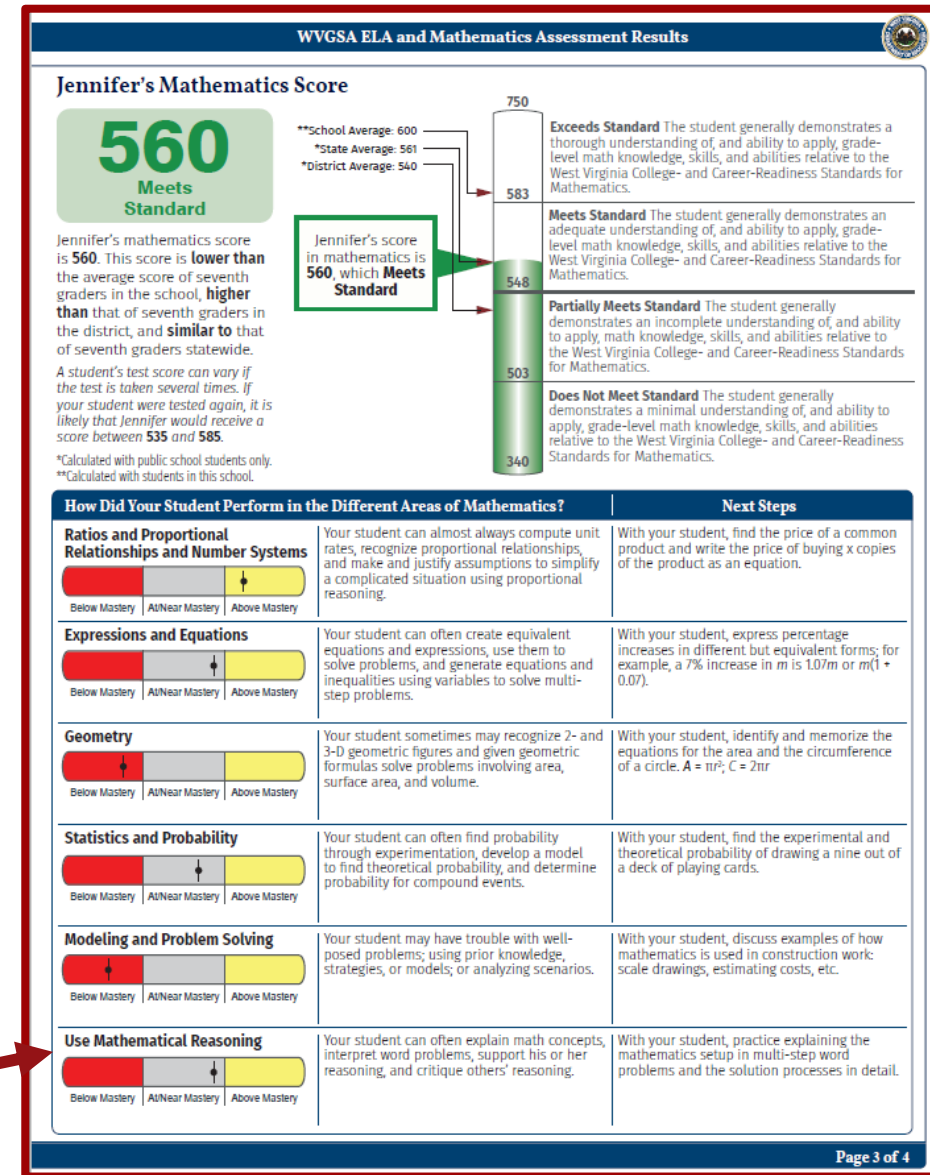 WVGSA ELA and Mathematics Assessment Results
Jennifer's Mathematics Score
560
Meets
Standard
Jennifer's mathematics score
is 560. This score is lower than
the average score of seventh
graders in the school, higher
than that of seventh graders in
the district, and similar to that
of seventh graders statewide.
A student's test score can vary if
the test is taken several times. If
your student were tested again, it is
likely that Jennifer would receive a
score between 535 and 585.
*Calculated with public school students only.
**Calculated with students in this school.
**School Average: 600
*State Average: 561
*District Average: 540
Jennifer's score
in mathematics is
560, which Meets
Standard
750
583
548
503
340
Exceeds Standard The student generally demonstrates a
thorough understanding of, and ability to apply, grade-
level math knowledge, skills, and abilities relative to the
West Virginia College- and Career-Readiness Standards for
Mathematics.
Meets Standard The student generally demonstrates an
adequate understanding of, and ability to apply, grade-
level math knowledge, skills, and abilities relative to the
West Virginia College- and Career-Readiness Standards for
Mathematics.
Partially Meets Standard The student generally
demonstrates an incomplete understanding of, and ability
to apply, math knowledge, skills, and abilities relative to
the West Virginia College- and Career-Readiness Standards
for Mathematics.
Does Not Meet Standard The student generally
demonstrates a minimal understanding of, and ability to
apply, grade-level math knowledge, skills, and abilities
relative to the West Virginia College- and Career-Readiness
Standards for Mathematics.
How Did Your Student Perform in the Different Areas of Mathematics?
Next Steps
Ratios and Proportional
Relationships and Number Systems
Below Mastery At/Near Mastery Above Mastery
Your student can almost always compute unit
rates, recognize proportional relationships,
and make and justify assumptions to simplify
a complicated situation using proportional
reasoning.
With your student, find the price of a common
product and write the price of buying x copies
of the product as an equation.
Expressions and Equations
Below Mastery At/Near Mastery Above Mastery
Your student can often create equivalent
equations and expressions, use them to
solve problems, and generate equations and
inequalities using variables to solve multi-
step problems.
With your student, express percentage
increases in different but equivalent forms; for
example, a 7% increase in m is 1.07m or m(1 +
0.07).
Geometry
Below Mastery At/Near Mastery Above Mastery
Your student sometimes may recognize 2- and
3-D geometric figures and given geometric
formulas solve problems involving area,
surface area, and volume.
With your student, identify and memorize the
equations for the area and the circumference
of a circle. A = πr²; C = 2πr
Statistics and Probability
Below Mastery At/Near Mastery Above Mastery
Your student can often find probability
through experimentation, develop a model
to find theoretical probability, and determine
probability for compound events.
With your student, find the experimental and
theoretical probability of drawing a nine out of
a deck of playing cards.
Modeling and Problem Solving
Below Mastery At/Near Mastery Above Mastery
Your student may have trouble with well-
posed problems; using prior knowledge,
strategies, or models; or analyzing scenarios.
With your student, discuss examples of how
mathematics is used in construction work:
scale drawings, estimating costs, etc.
Use Mathematical Reasoning
Below Mastery At/Near Mastery Above Mastery
Your student can often explain math concepts,
interpret word problems, support his or her
reasoning, and critique others' reasoning.
With your student, practice explaining the
mathematics setup in multi-step word
problems and the solution processes in detail.
Page 3 of 4